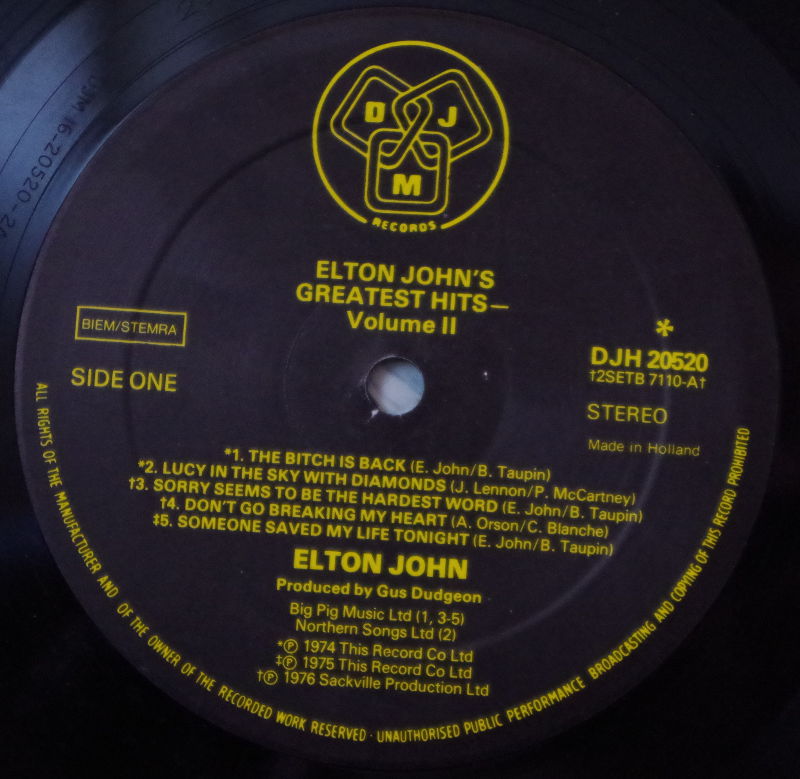 D J
M
RECORDS
ELTON JOHN'S
GREATEST HITS—
Volume II
BIEM/STEMRA
SIDE ONE
*
DJH 20520
†2SETB 7110-A†
STEREO
Made in Holland
*1. THE BITCH IS BACK (E. John/B. Taupin)
*2. LUCY IN THE SKY WITH DIAMONDS (J. Lennon/P. McCartney)
†3. SORRY SEEMS TO BE THE HARDEST WORD (E. John/B. Taupin)
†4. DON'T GO BREAKING MY HEART (A. Orson/C. Blanche)
‡5. SOMEONE SAVED MY LIFE TONIGHT (E. John/B. Taupin)
ELTON JOHN
Produced by Gus Dudgeon
Big Pig Music Ltd (1, 3-5)
Northern Songs Ltd (2)
*Ⓟ 1974 This Record Co Ltd
‡Ⓟ 1975 This Record Co Ltd
†Ⓟ 1976 Sackville Production Ltd
ALL RIGHTS OF THE MANUFACTURER AND OF THE OWNER OF THE RECORDED WORK RESERVED · UNAUTHORISED PUBLIC PERFORMANCE BROADCASTING AND COPYING OF THIS RECORD PROHIBITED